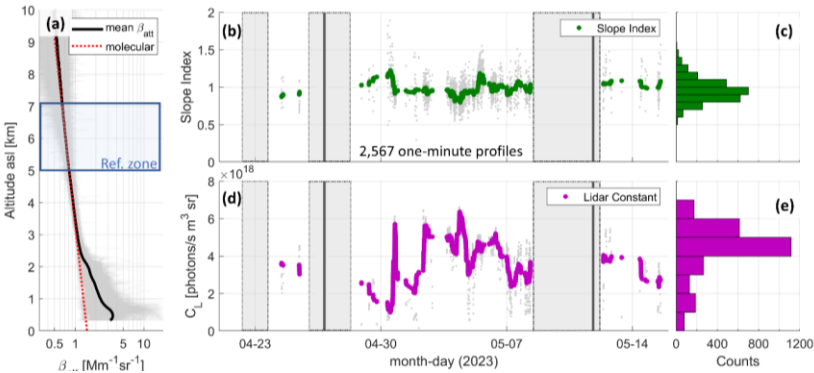 (a)
mean β_att
molecular
Ref. zone
Altitude asl [km]
10
9
8
7
6
5
4
3
2
1
0
0.5 1 5 10
[Mm⁻¹sr⁻¹]
(b)
Slope Index
Slope Index
2
1.5
1
0.5
0
2,567 one-minute profiles
(c)
×10¹⁸
(d)
Lidar Constant
C_L [photons/s m³ sr]
8
6
4
2
0
04-23 04-30 05-07 05-14
month-day (2023)
(e)
0 400 800 1200
Counts